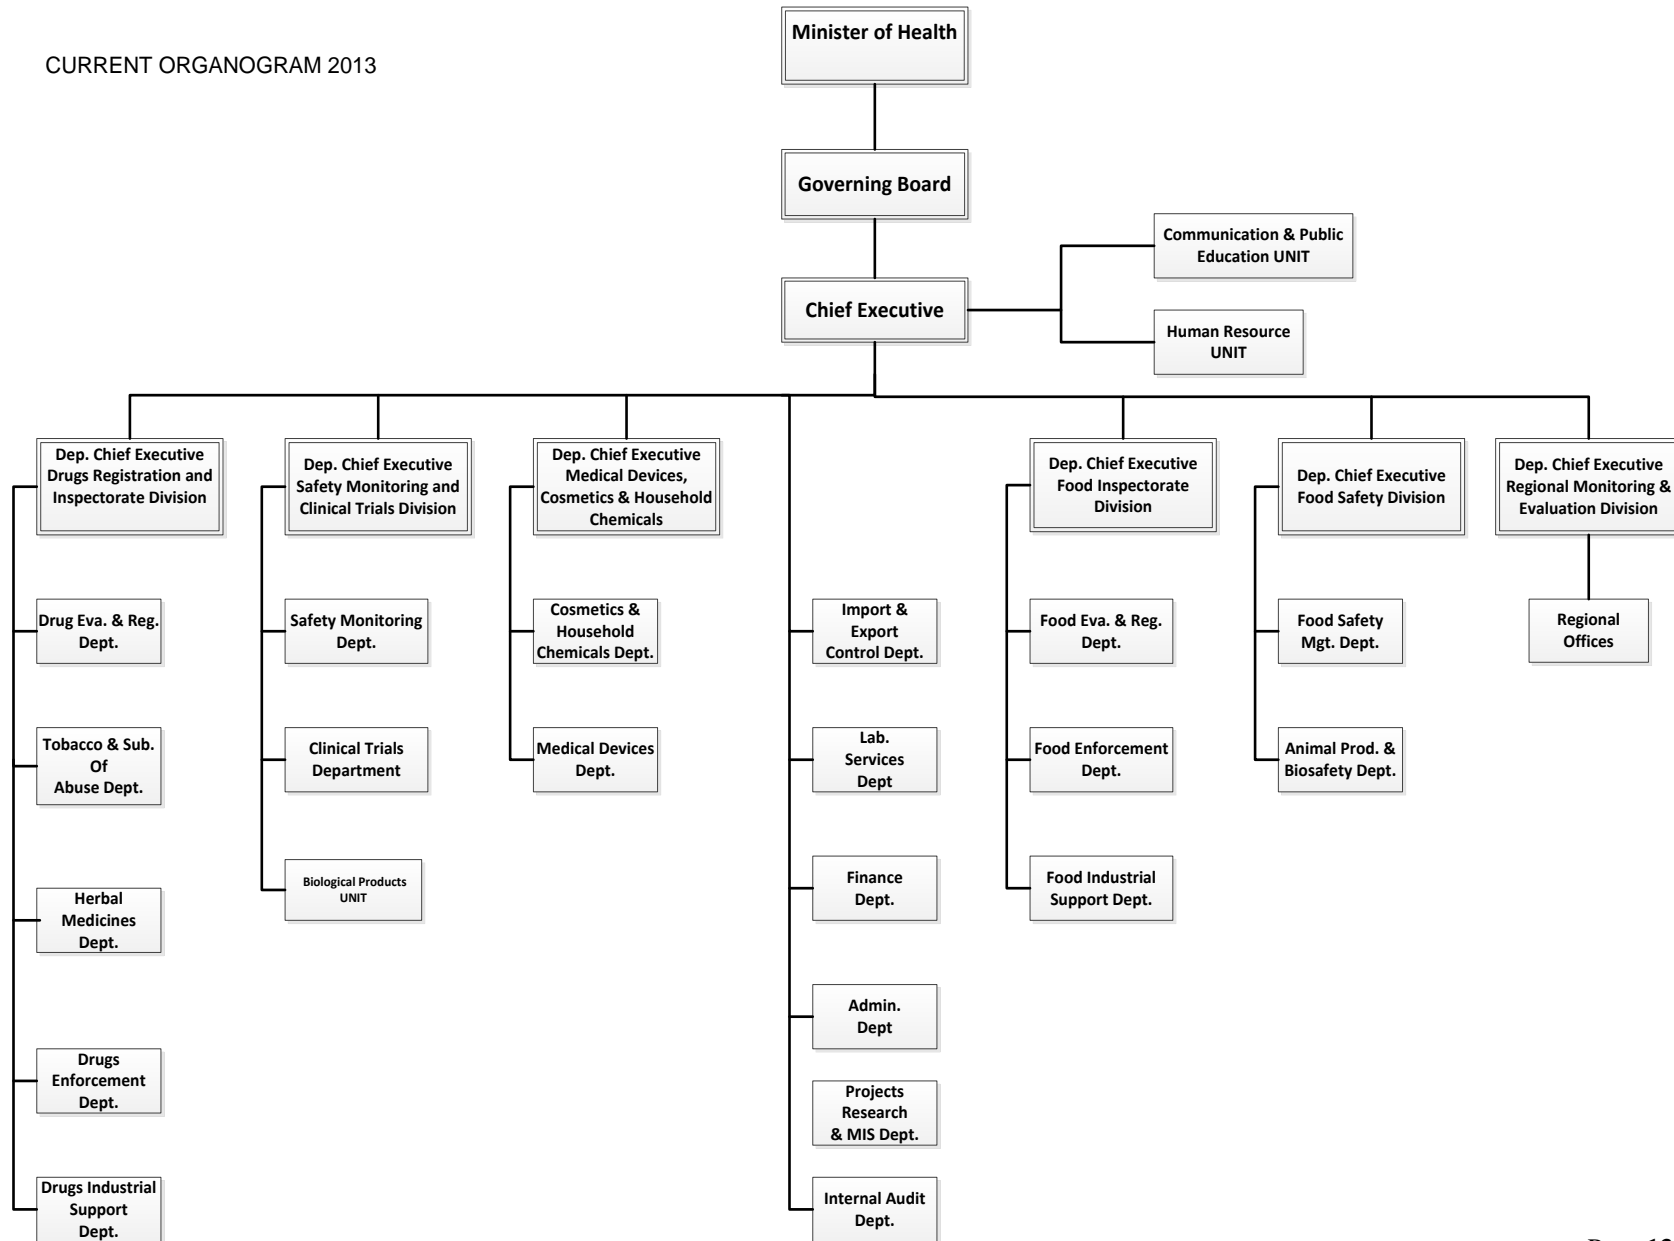 CURRENT ORGANOGRAM 2013
Minister of Health
Governing Board
Chief Executive
Communication & Public
Education UNIT
Human Resource
UNIT
Dep. Chief Executive
Drugs Registration and
Inspectorate Division
Dep. Chief Executive
Safety Monitoring and
Clinical Trials Division
Dep. Chief Executive
Medical Devices,
Cosmetics & Household
Chemicals
Dep. Chief Executive
Food Inspectorate
Division
Dep. Chief Executive
Food Safety Division
Dep. Chief Executive
Regional Monitoring &
Evaluation Division
Drug Eva. & Reg.
Dept.
Safety Monitoring
Dept.
Cosmetics &
Household
Chemicals Dept.
Import &
Export
Control Dept.
Food Eva. & Reg.
Dept.
Food Safety
Mgt. Dept.
Regional
Offices
Tobacco & Sub.
Of
Abuse Dept.
Clinical Trials
Department
Medical Devices
Dept.
Lab.
Services
Dept
Food Enforcement
Dept.
Animal Prod. &
Biosafety Dept.
Herbal
Medicines
Dept.
Biological Products
UNIT
Finance
Dept.
Food Industrial
Support Dept.
Drugs
Enforcement
Dept.
Admin.
Dept
Projects
Research
& MIS Dept.
Drugs Industrial
Support
Dept.
Internal Audit
Dept.